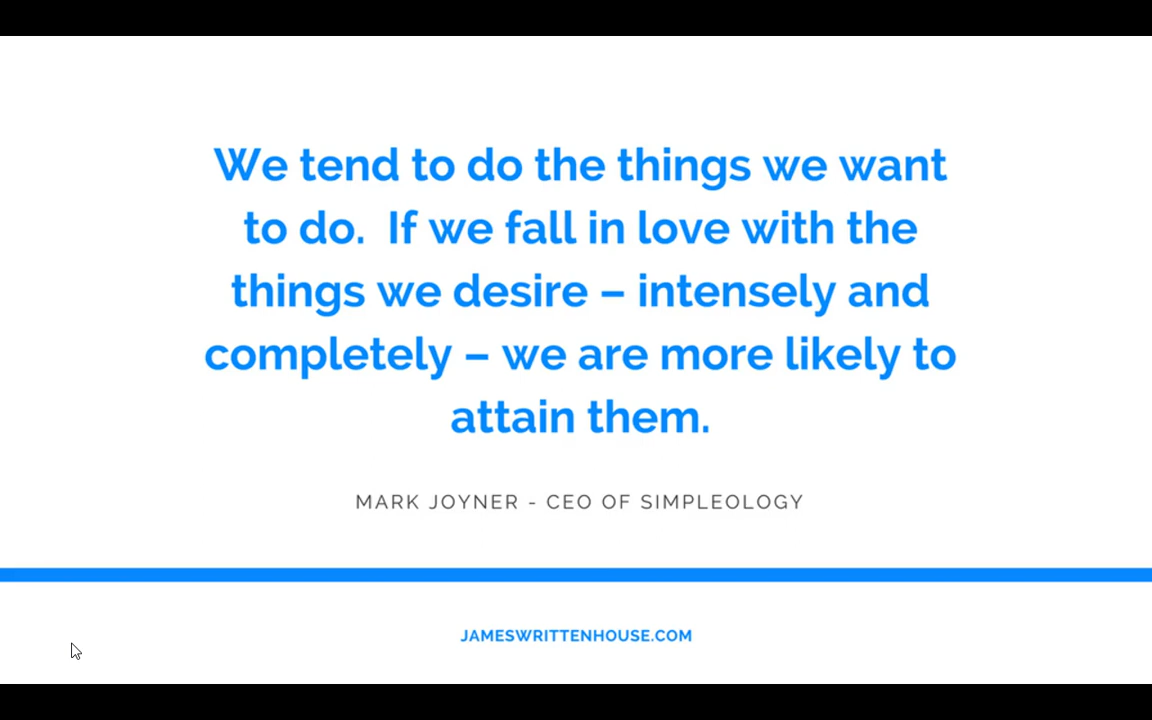 We tend to do the things we want
to do.  If we fall in love with the
things we desire – intensely and
completely – we are more likely to
attain them.
MARK JOYNER - CEO OF SIMPLEOLOGY
JAMESWRITTENHOUSE.COM